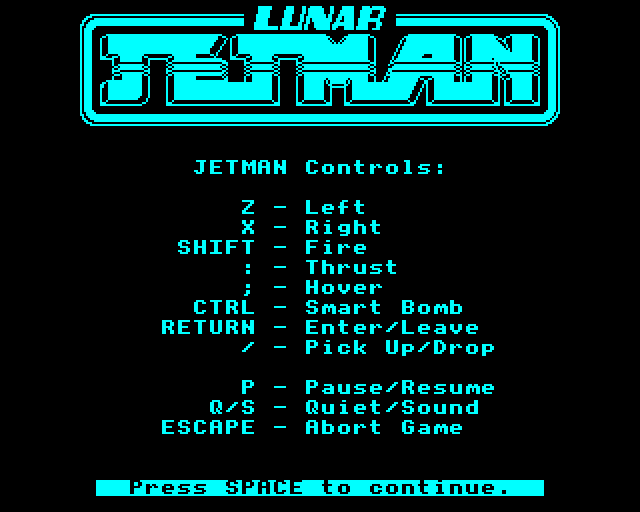 LUNAR
JETMAN
JETMAN Controls:
Z - Left
X - Right
SHIFT - Fire
: - Thrust
; - Hover
CTRL - Smart Bomb
RETURN - Enter/Leave
/ - Pick Up/Drop
P - Pause/Resume
Q/S - Quiet/Sound
ESCAPE - Abort Game
Press SPACE to continue.